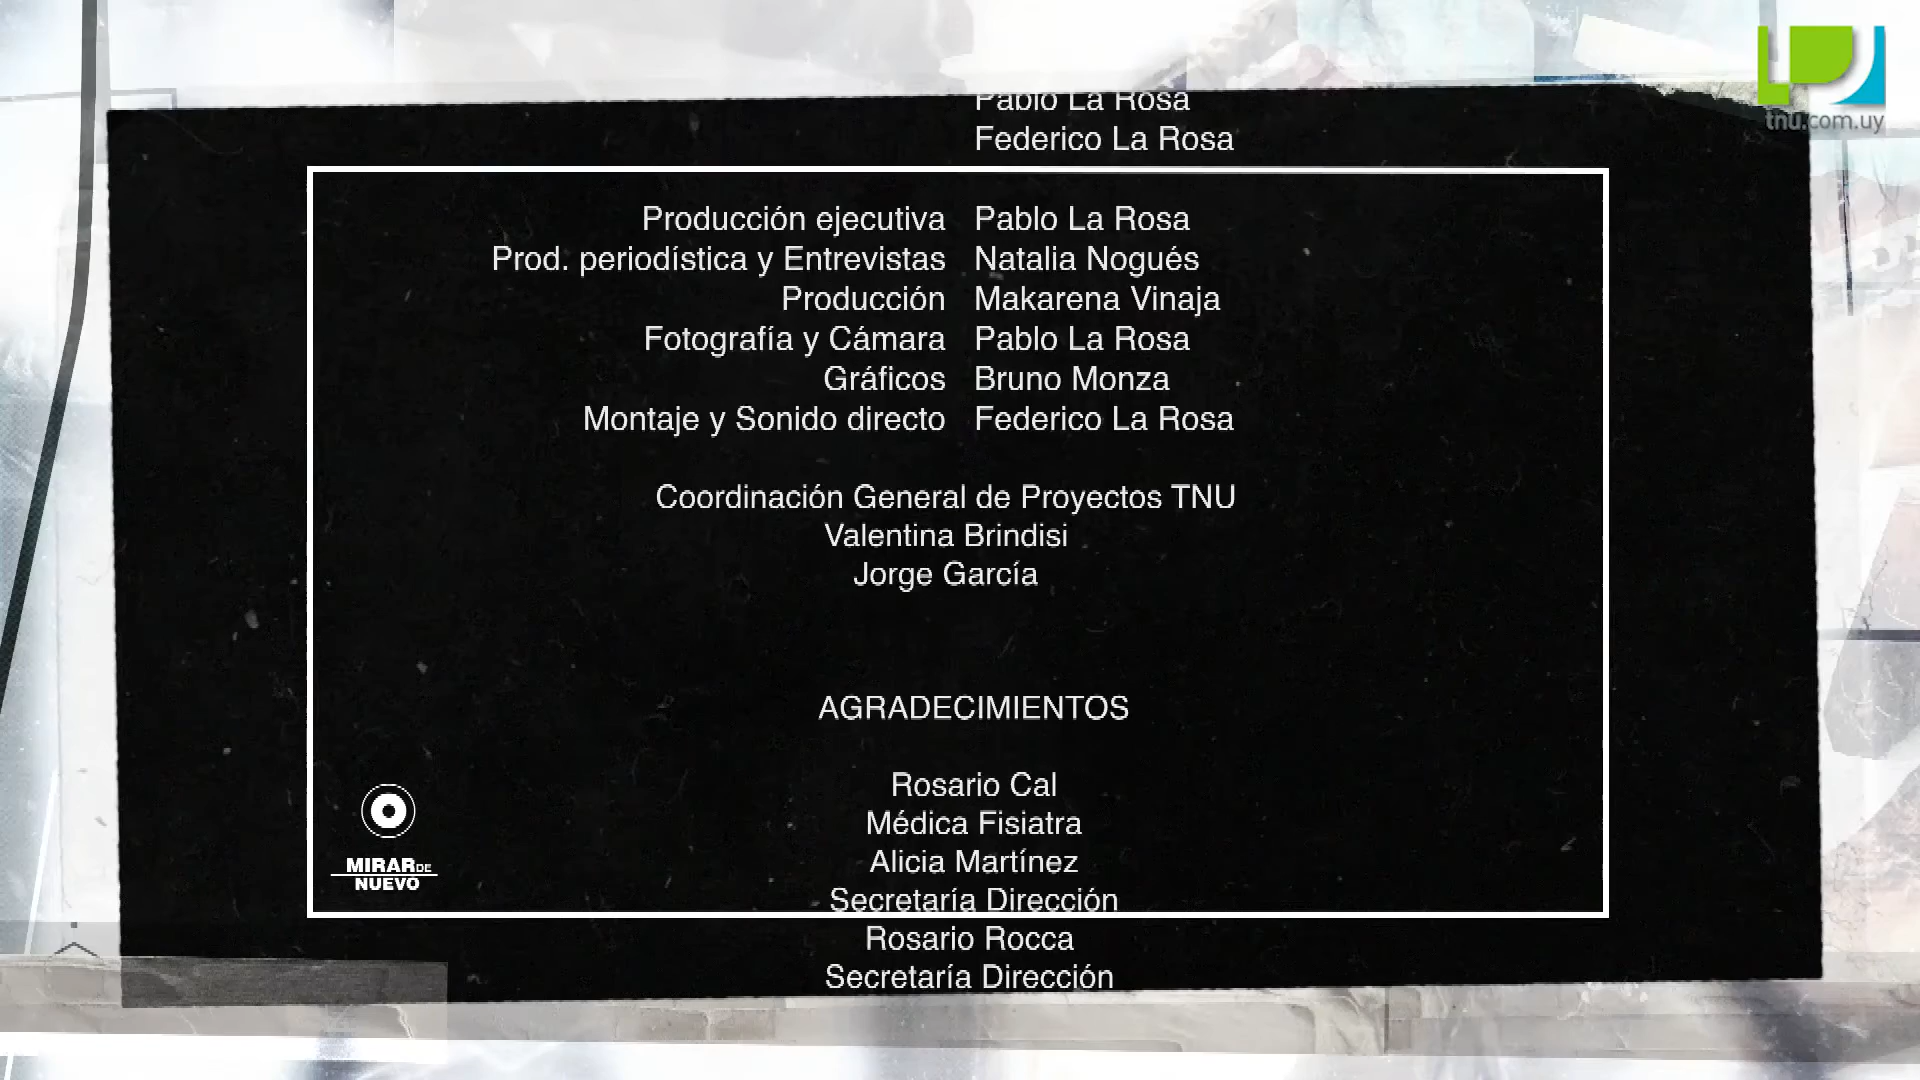 Pablo La Rosa
tnu.com.uy
Federico La Rosa
Producción ejecutiva Pablo La Rosa
Prod. periodística y Entrevistas Natalia Nogués
Producción Makarena Vinaja
Fotografía y Cámara Pablo La Rosa
Gráficos Bruno Monza
Montaje y Sonido directo Federico La Rosa
Coordinación General de Proyectos TNU
Valentina Brindisi
Jorge García
AGRADECIMIENTOS
Rosario Cal
Médica Fisiatra
Alicia Martínez
Secretaría Dirección
Rosario Rocca
Secretaría Dirección
MIRAR DE
NUEVO